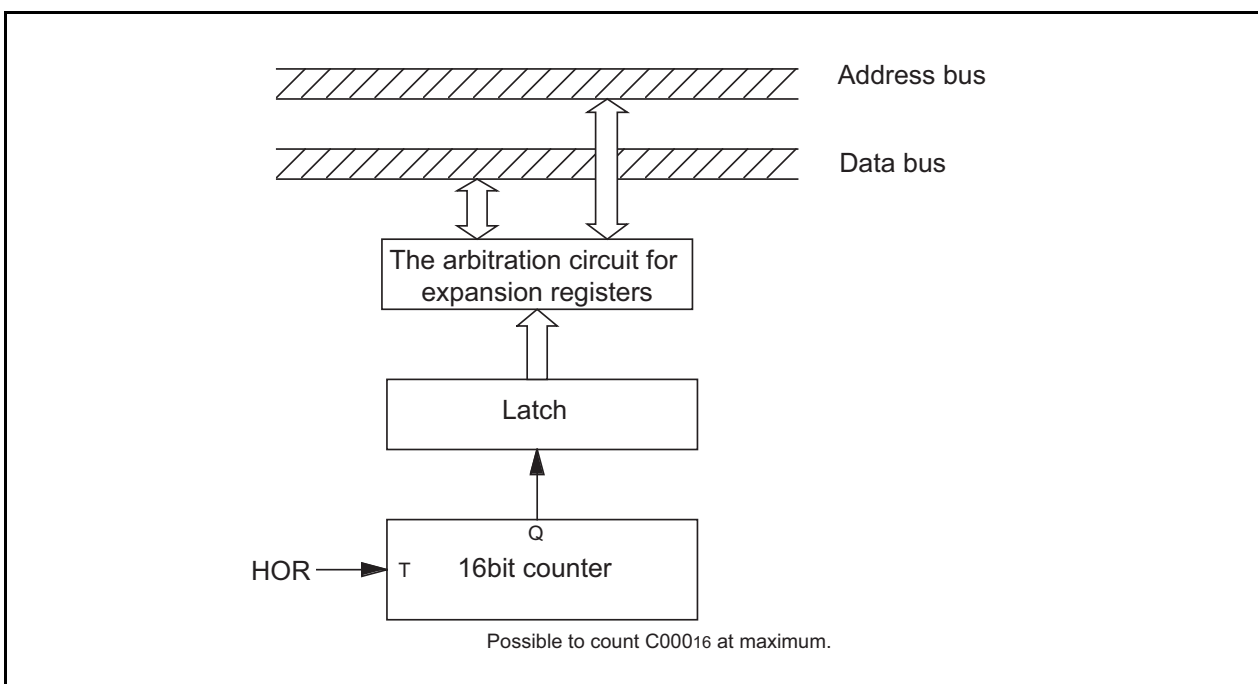 Address bus
Data bus
The arbitration circuit for
expansion registers
Latch
Q
HOR
T
16bit counter
Possible to count C00016 at maximum.